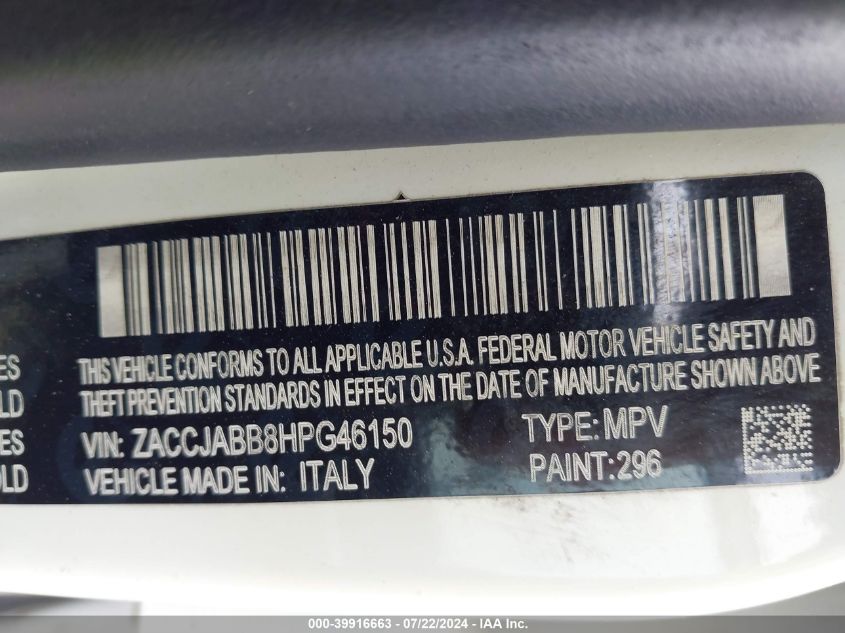 THIS VEHICLE CONFORMS TO ALL APPLICABLE U.S.A. FEDERAL MOTOR VEHICLE SAFETY AND
ES
THEFT PREVENTION STANDARDS IN EFFECT ON THE DATE OF MANUFACTURE SHOWN ABOVE
LD
VIN: ZACCJABB8HPG46150 TYPE: MPV
ES
VEHICLE MADE IN: ITALY PAINT: 296
OLD
000-39916663 - 07/22/2024 - IAA Inc.